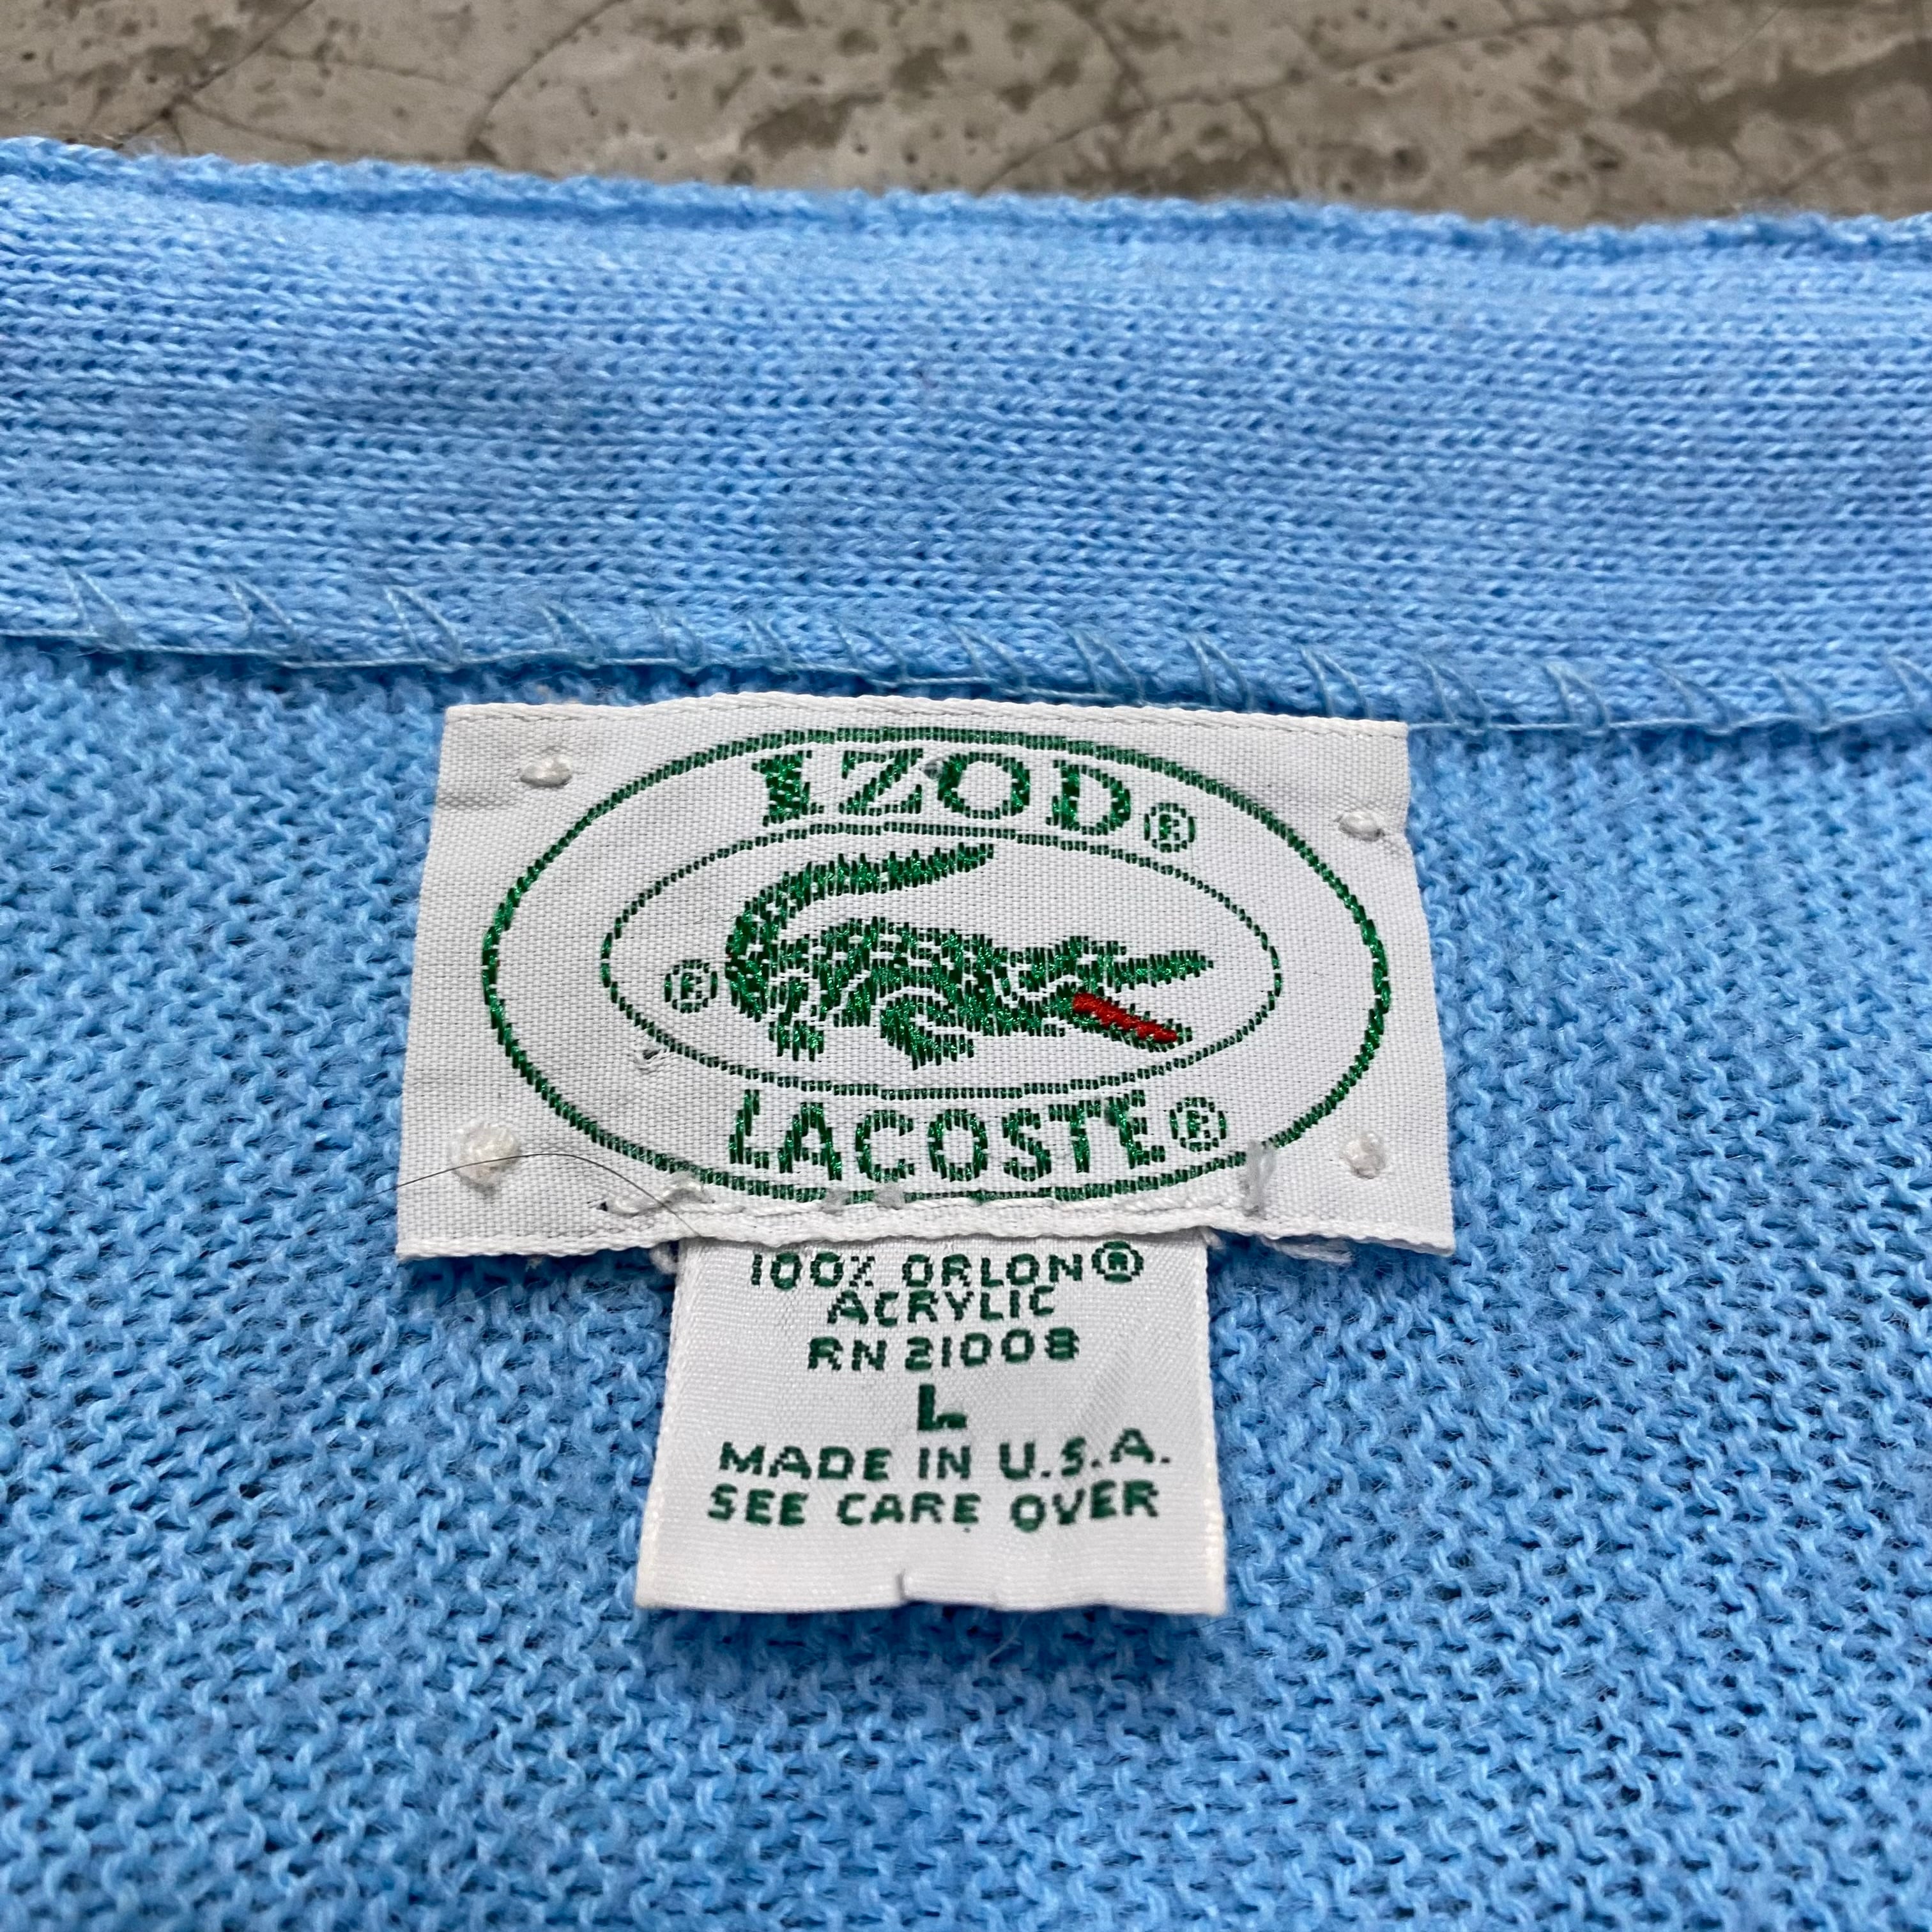 IZOD®
®
LACOSTE®
100% ORLON®
ACRYLIC
RN 21008
L
MADE IN U.S.A.
SEE CARE OVER